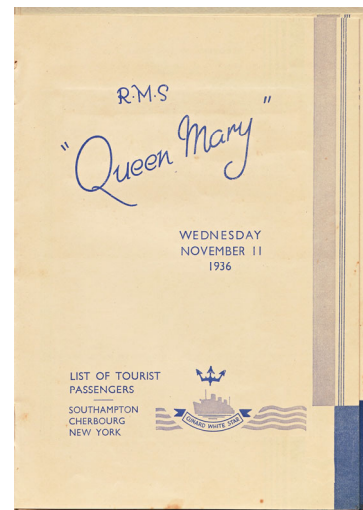 R·M·S
"Queen Mary"
WEDNESDAY
NOVEMBER 11
1936
LIST OF TOURIST
PASSENGERS
SOUTHAMPTON
CHERBOURG
NEW YORK
CUNARD WHITE STAR